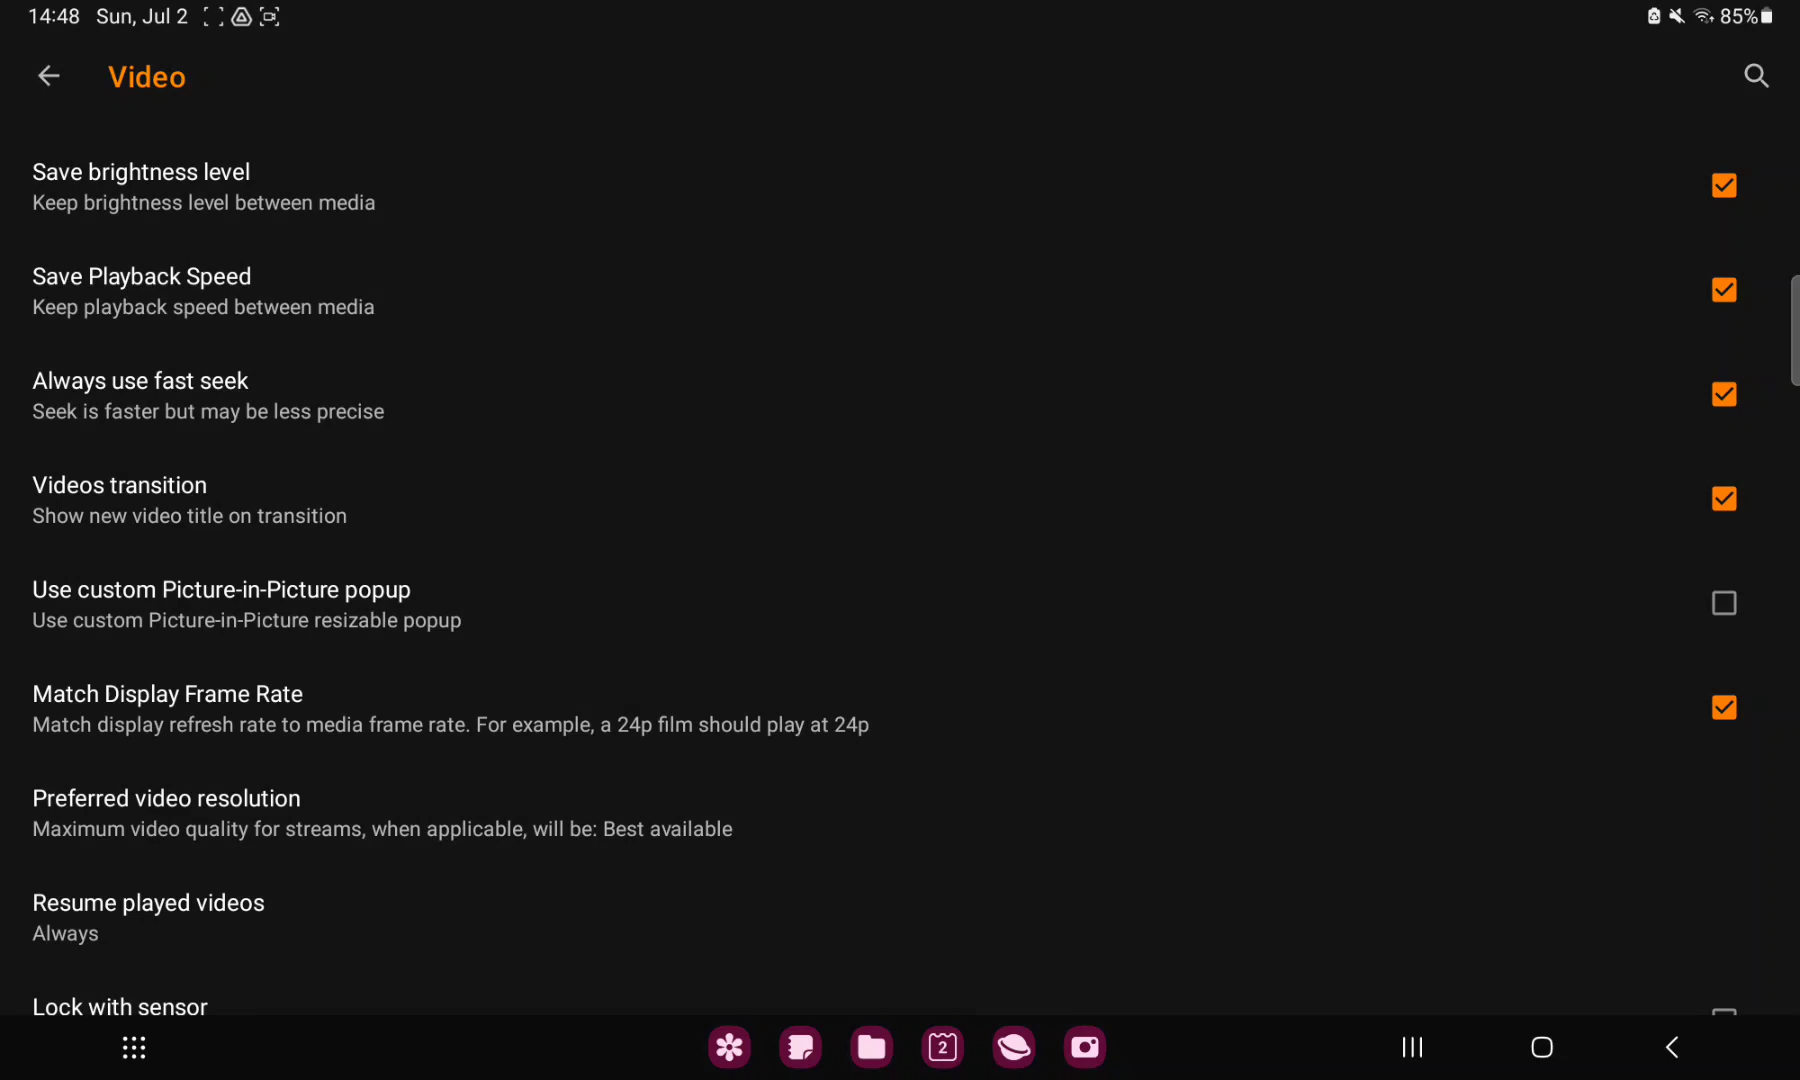 14:48 Sun, Jul 2
85%
Video
Save brightness level
Keep brightness level between media
Save Playback Speed
Keep playback speed between media
Always use fast seek
Seek is faster but may be less precise
Videos transition
Show new video title on transition
Use custom Picture-in-Picture popup
Use custom Picture-in-Picture resizable popup
Match Display Frame Rate
Match display refresh rate to media frame rate. For example, a 24p film should play at 24p
Preferred video resolution
Maximum video quality for streams, when applicable, will be: Best available
Resume played videos
Always
Lock with sensor
2